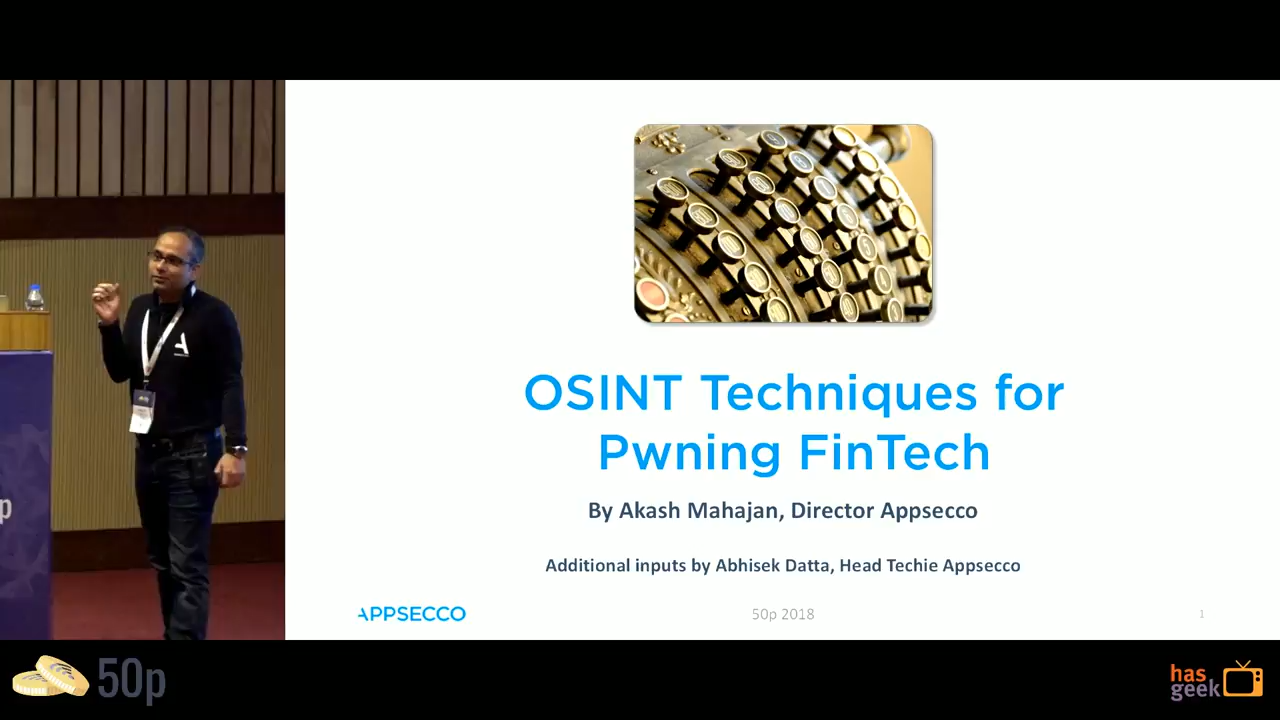 OSINT Techniques for
Pwning FinTech
By Akash Mahajan, Director Appsecco
Additional inputs by Abhisek Datta, Head Techie Appsecco
APPSECCO
50p 2018
1
p
50p
has
geek